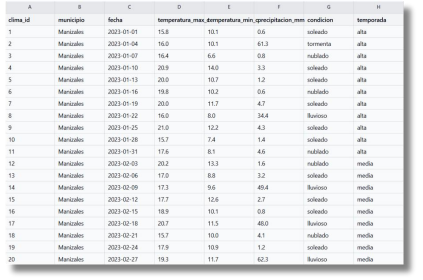 A B C D E F G H
clima_id municipio fecha temperatura_max_ temperatura_min_ precipitacion_mm condicion temporada
1 Manizales 2023-01-01 15.8 10.1 0.6 soleado alta
2 Manizales 2023-01-04 16.0 10.1 61.3 tormenta alta
3 Manizales 2023-01-07 16.4 6.6 0.8 nublado alta
4 Manizales 2023-01-10 20.9 14.0 3.3 soleado alta
5 Manizales 2023-01-13 20.0 10.7 1.2 soleado alta
6 Manizales 2023-01-16 19.8 10.2 0.6 nublado alta
7 Manizales 2023-01-19 20.0 11.7 4.7 soleado alta
8 Manizales 2023-01-22 16.0 8.0 34.4 lluvioso alta
9 Manizales 2023-01-25 21.0 12.2 4.3 soleado alta
10 Manizales 2023-01-28 15.7 7.4 1.4 soleado alta
11 Manizales 2023-01-31 17.6 8.1 4.6 nublado alta
12 Manizales 2023-02-03 20.2 13.3 1.6 nublado media
13 Manizales 2023-02-06 17.0 8.8 3.2 soleado media
14 Manizales 2023-02-09 17.3 9.6 49.4 lluvioso media
15 Manizales 2023-02-12 17.7 12.6 2.7 soleado media
16 Manizales 2023-02-15 18.9 10.1 0.8 soleado media
17 Manizales 2023-02-18 20.7 11.5 48.0 lluvioso media
18 Manizales 2023-02-21 15.7 10.0 4.1 nublado media
19 Manizales 2023-02-24 17.9 10.9 1.2 soleado media
20 Manizales 2023-02-27 19.3 11.7 62.3 lluvioso media